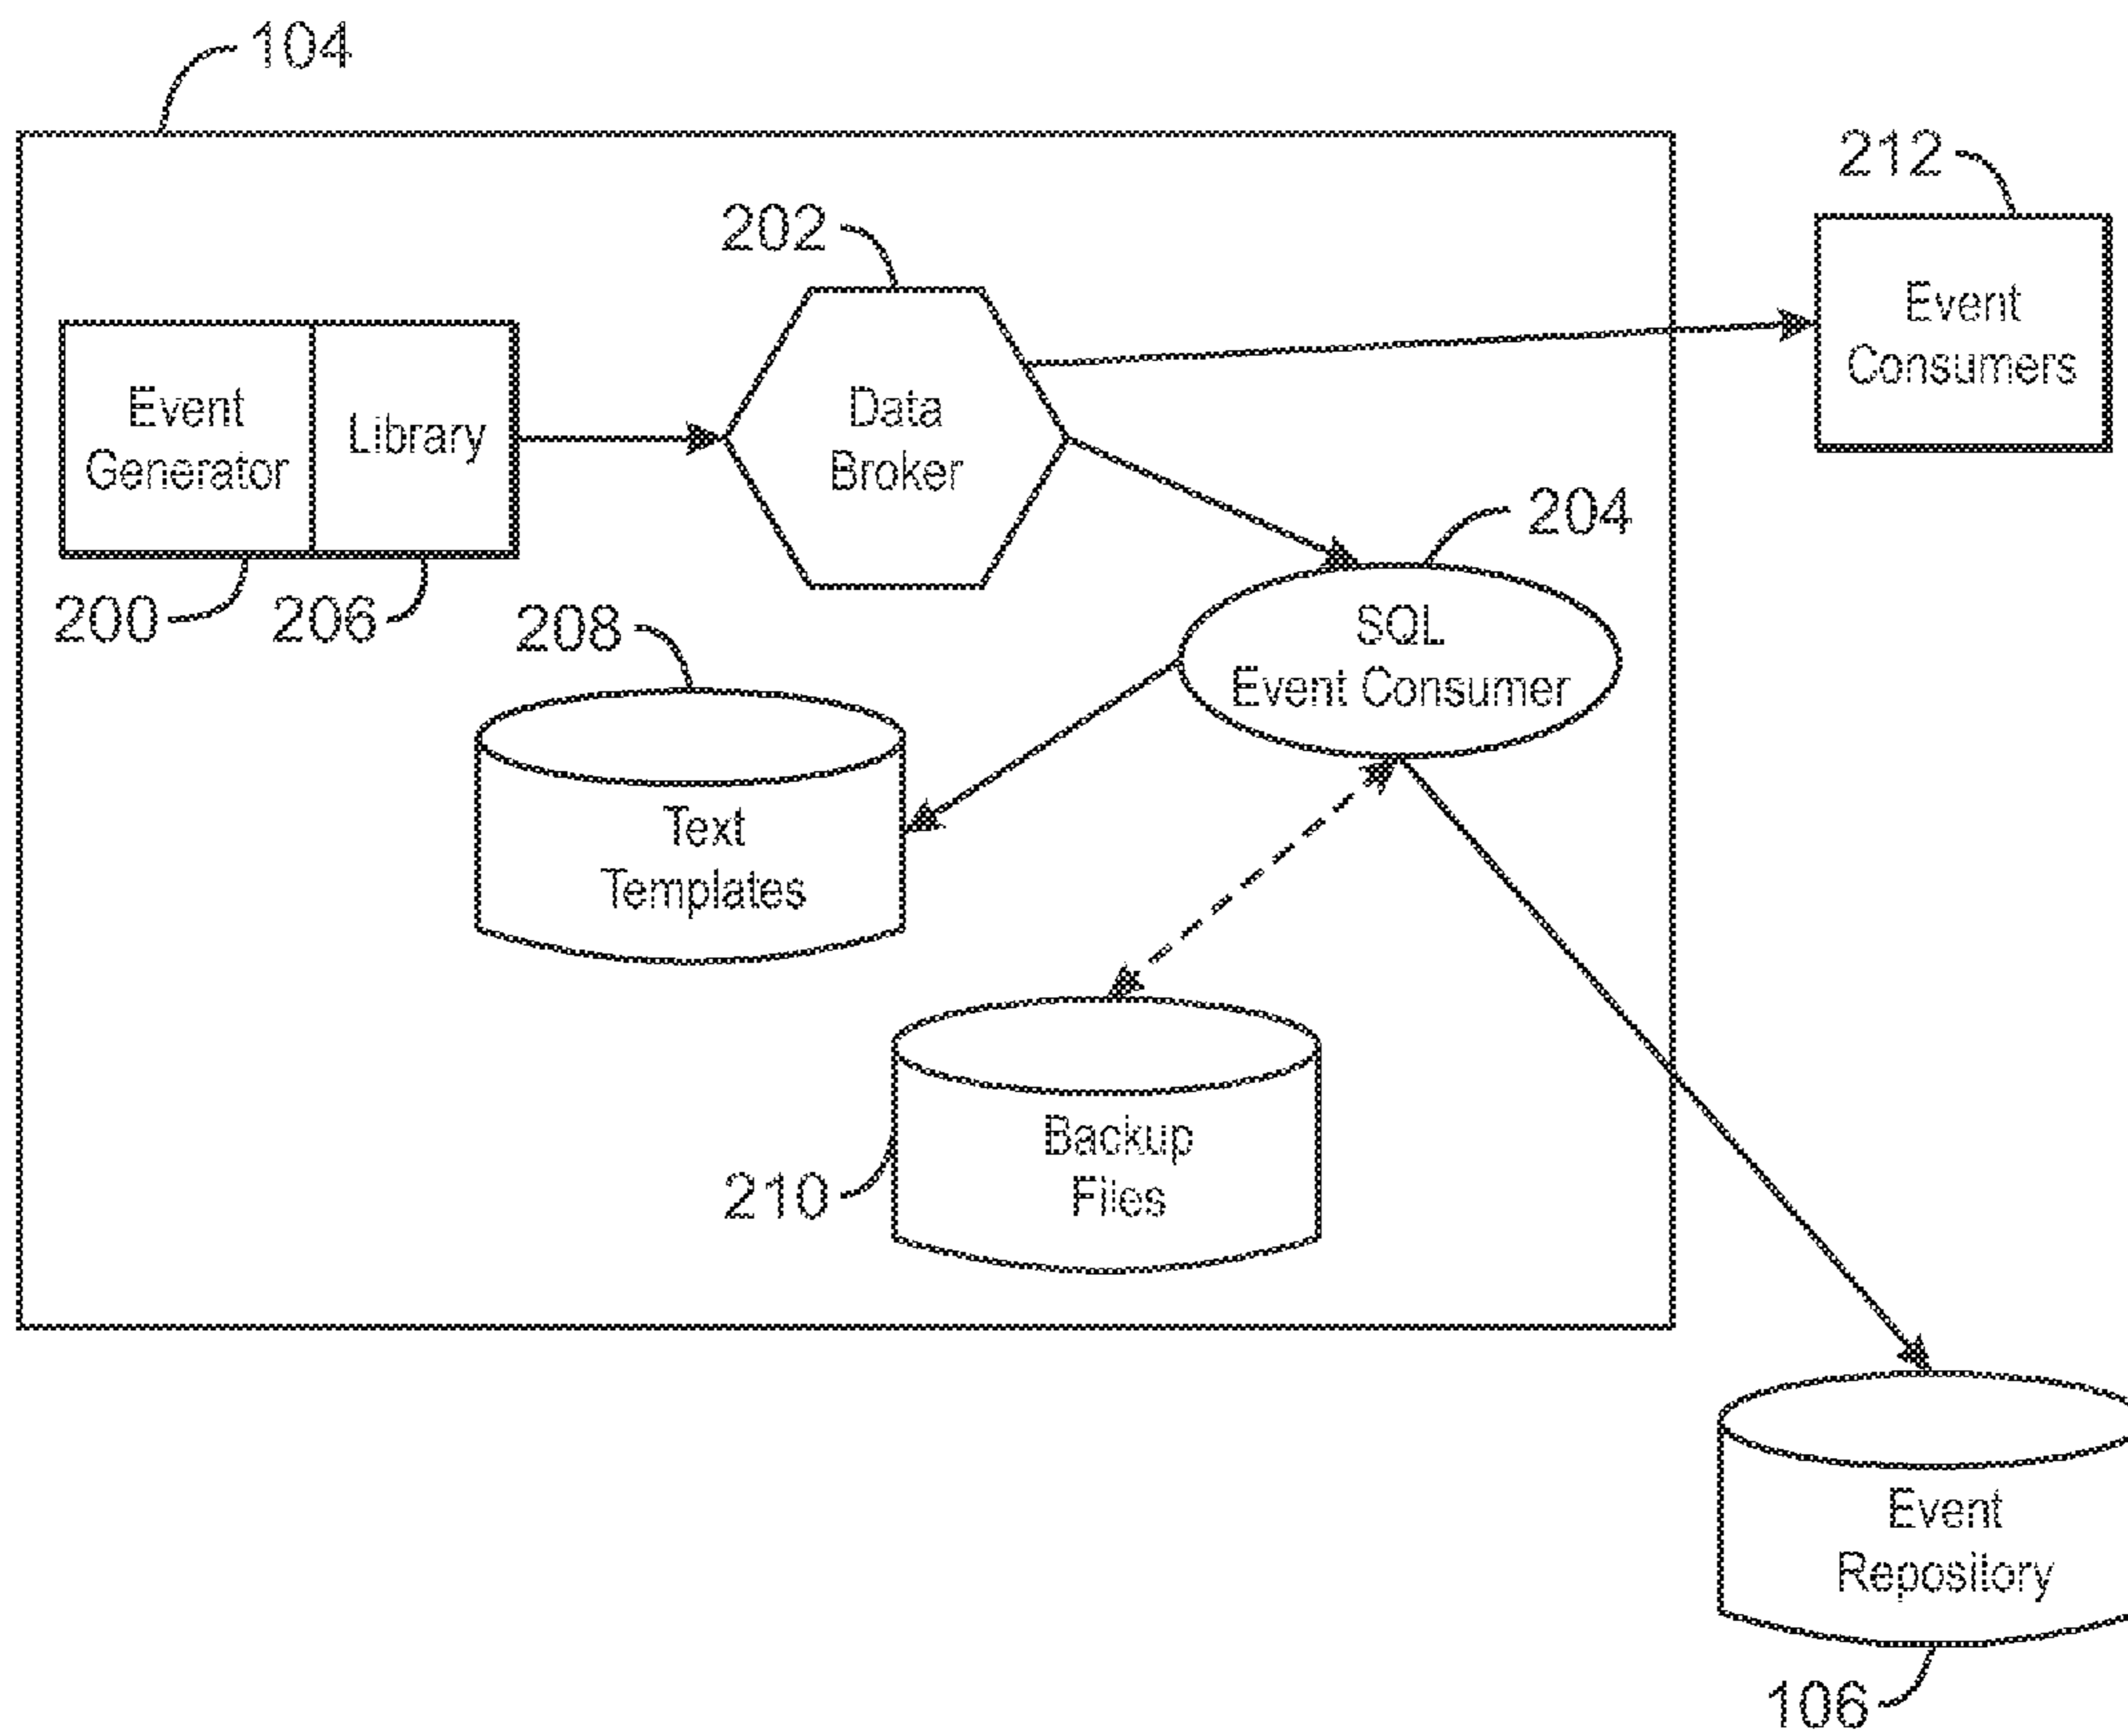 104
212
202
Event
Consumers
Event
Generator
Library
Data
Broker
204
200
206
208
SQL
Event Consumer
Text
Templates
Backup
Files
210
Event
Repository
106